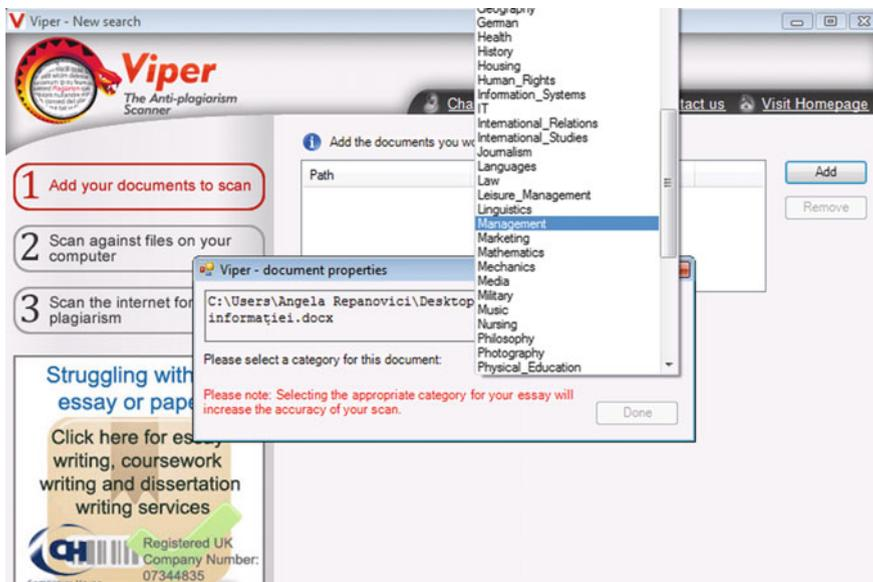 Viper - New search
Viper
The Anti-plagiarism
Scanner
Cha
tact us
Visit Homepage
Add the documents you wo
Path
Add
Remove
1 Add your documents to scan
2 Scan against files on your
computer
3 Scan the internet for
plagiarism
Geography
German
Health
History
Housing
Human_Rights
Information_Systems
IT
International_Relations
International_Studies
Journalism
Languages
Law
Leisure_Management
Linguistics
Management
Marketing
Mathematics
Mechanics
Media
Military
Music
Nursing
Philosophy
Photography
Physical_Education
Viper - document properties
C:\Users\Angela Repanovici\Desktop
informației.docx
Please select a category for this document:
Please note: Selecting the appropriate category for your essay will
increase the accuracy of your scan.
Done
Struggling with
essay or pape
Click here for essay
writing, coursework
writing and dissertation
writing services
CH
Registered UK
Company Number:
07344835